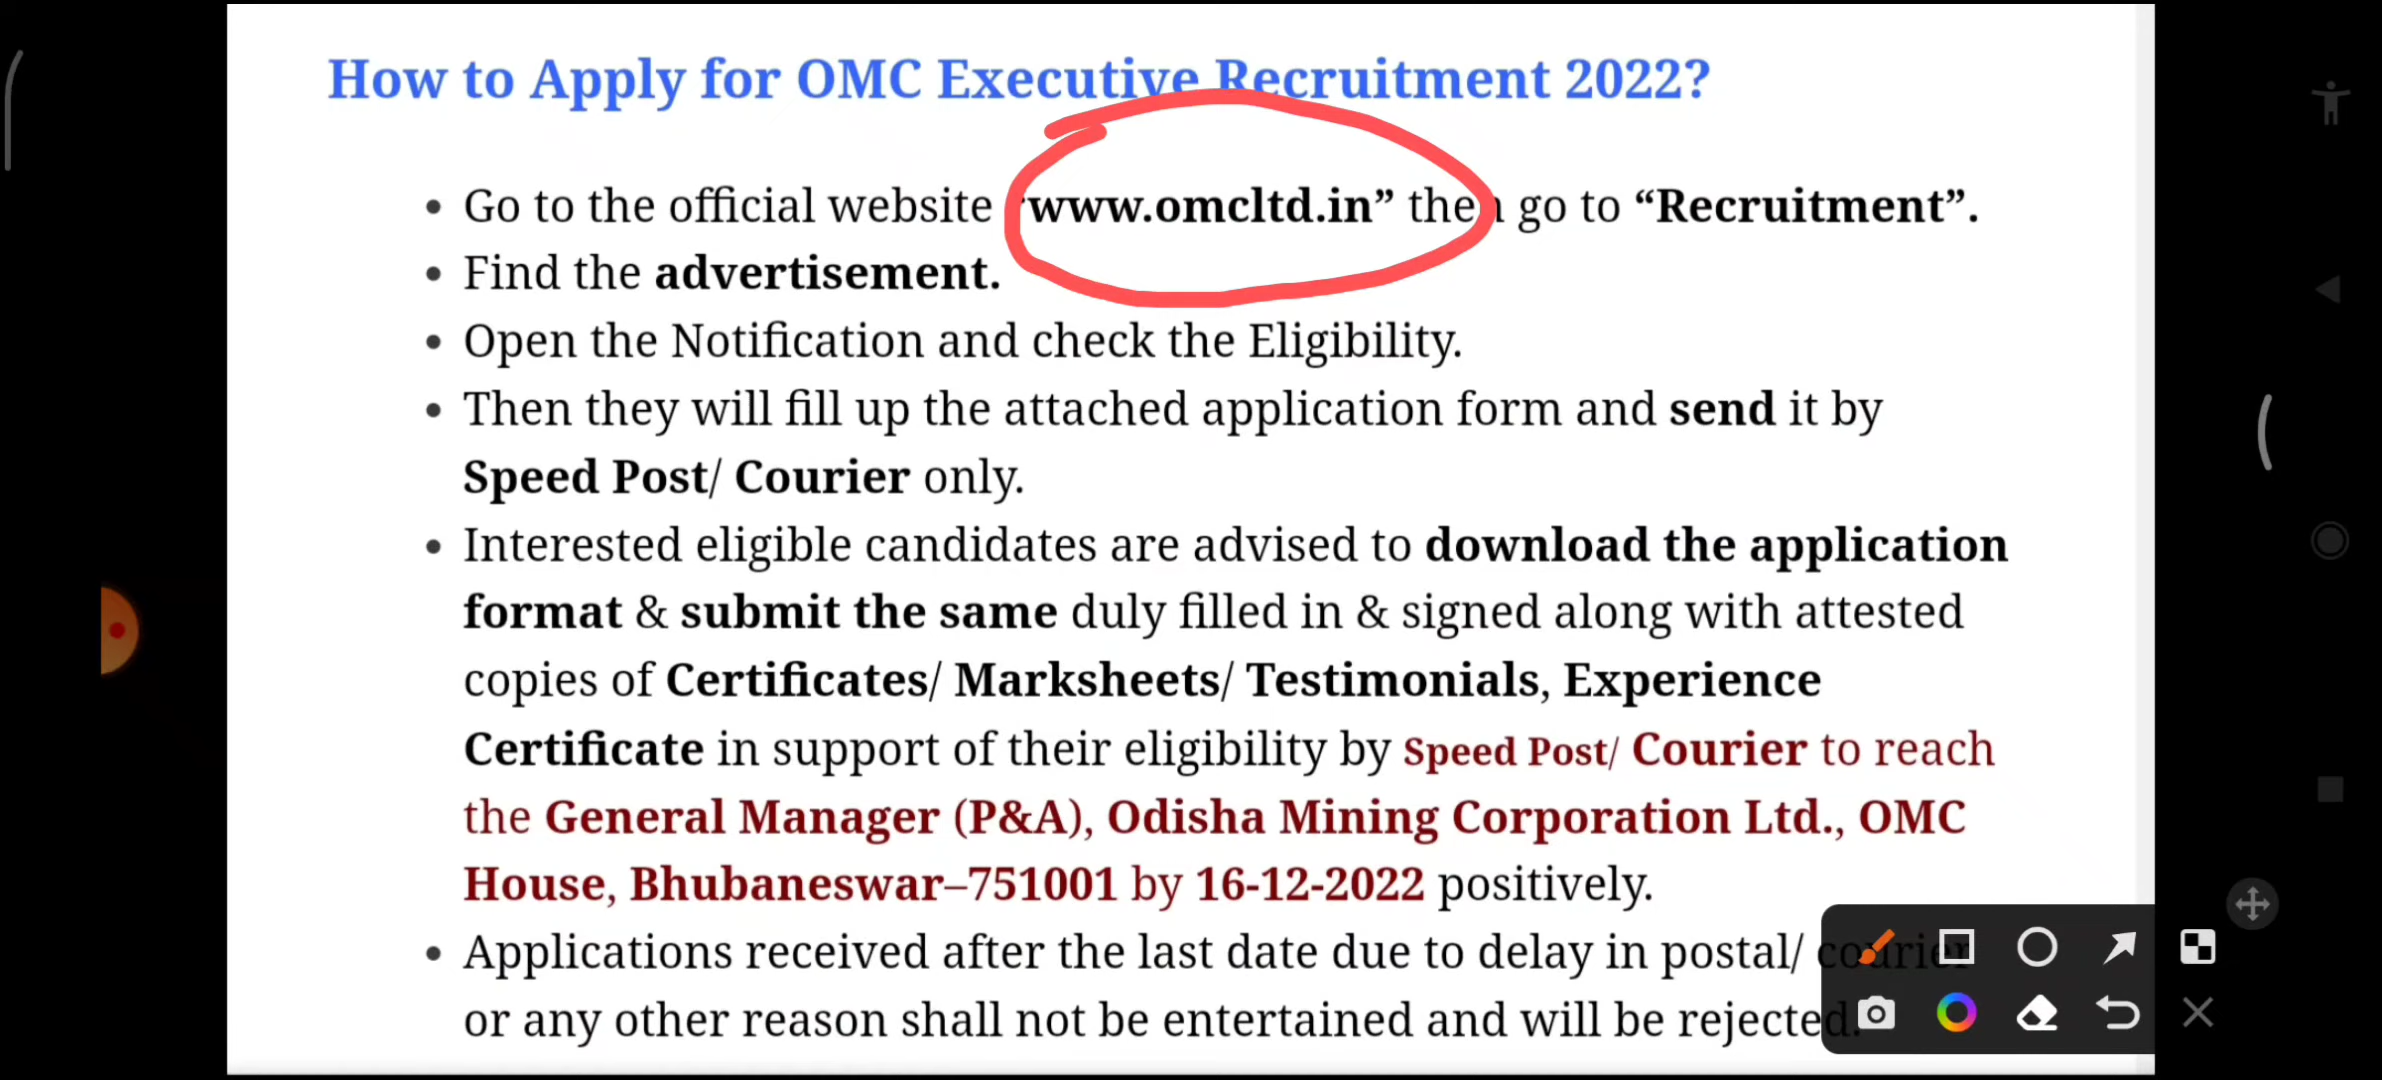 How to Apply for OMC Executive Recruitment 2022?
• Go to the official website “www.omcltd.in” then go to “Recruitment”.
• Find the advertisement.
• Open the Notification and check the Eligibility.
• Then they will fill up the attached application form and send it by
Speed Post/ Courier only.
• Interested eligible candidates are advised to download the application
format & submit the same duly filled in & signed along with attested
copies of Certificates/ Marksheets/ Testimonials, Experience
Certificate in support of their eligibility by Speed Post/ Courier to reach
the General Manager (P&A), Odisha Mining Corporation Ltd., OMC
House, Bhubaneswar–751001 by 16-12-2022 positively.
• Applications received after the last date due to delay in postal/ courier
or any other reason shall not be entertained and will be rejected.